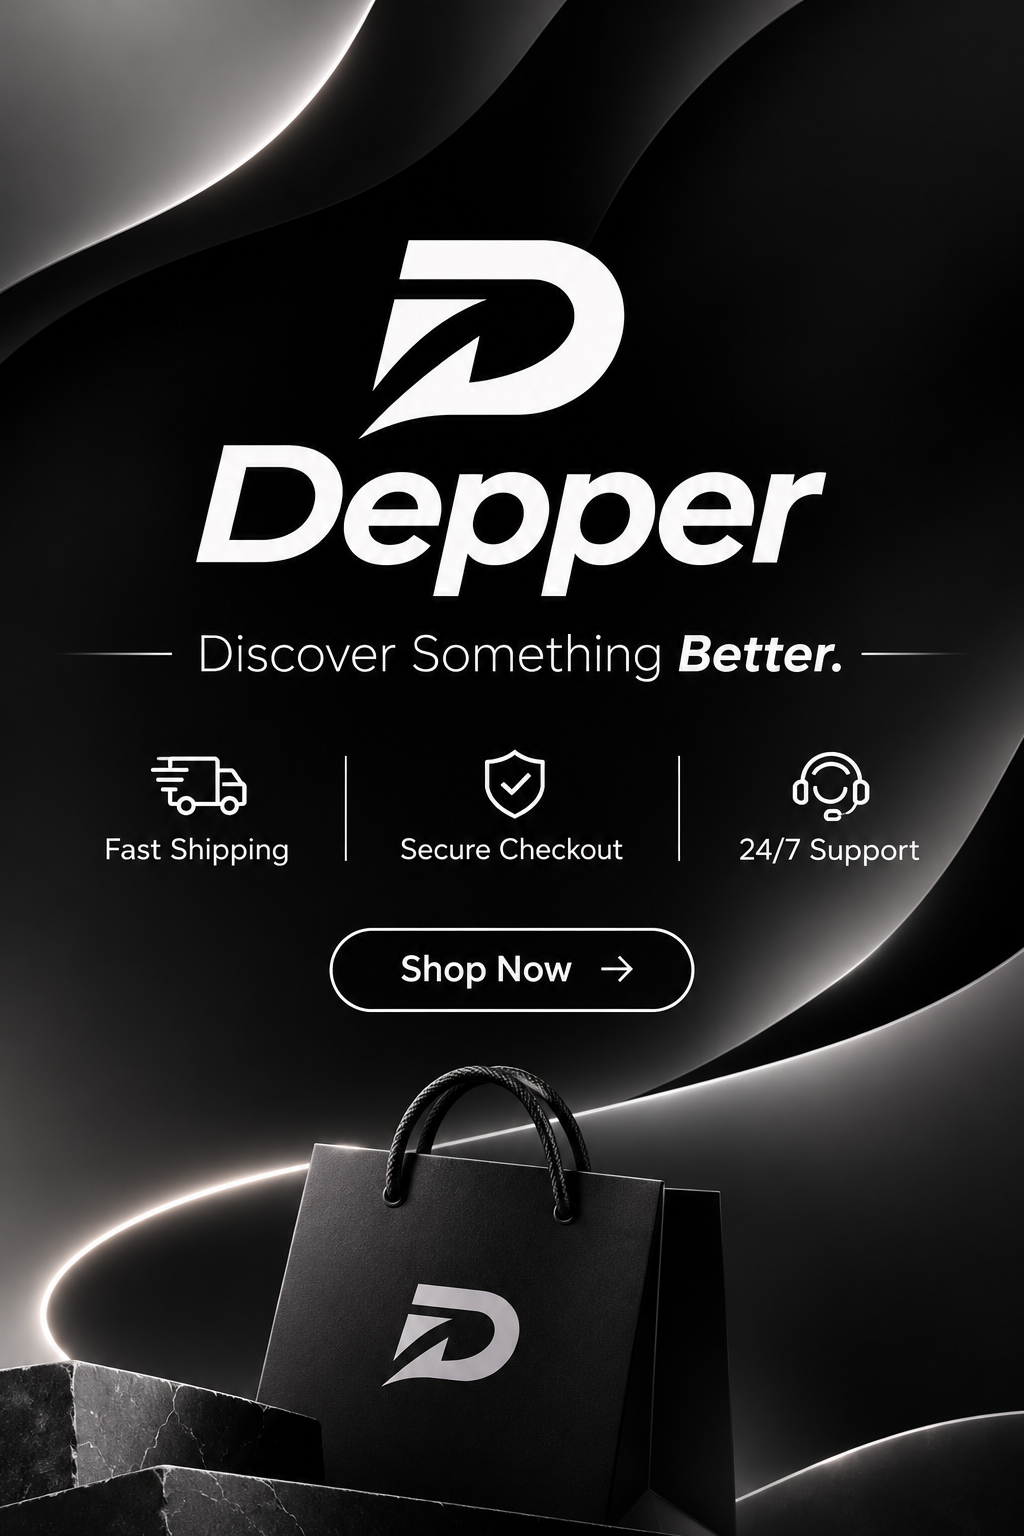 Depper
Discover Something Better.
Fast Shipping
Secure Checkout
24/7 Support
Shop Now →